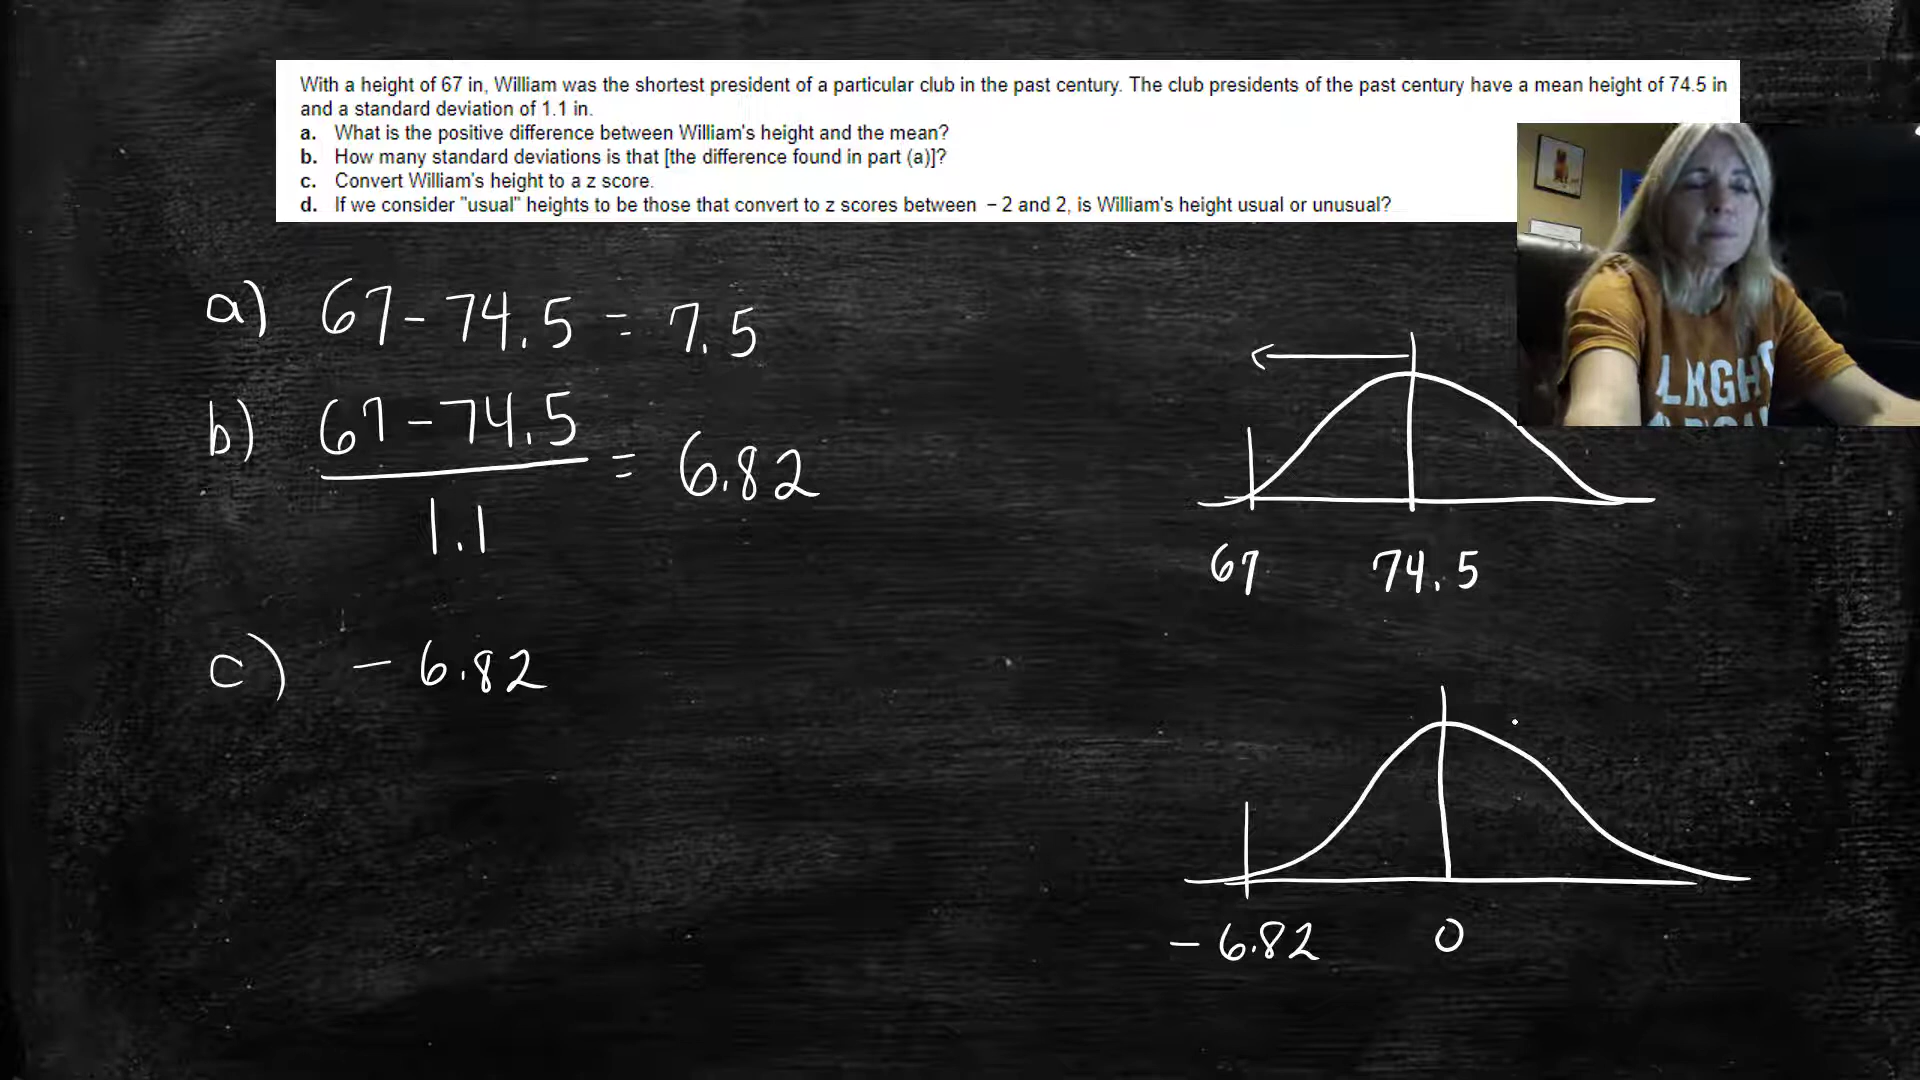 With a height of 67 in, William was the shortest president of a particular club in the past century. The club presidents of the past century have a mean height of 74.5 in
and a standard deviation of 1.1 in.
a. What is the positive difference between William's height and the mean?
b. How many standard deviations is that [the difference found in part (a)]?
c. Convert William's height to a z score.
d. If we consider "usual" heights to be those that convert to z scores between − 2 and 2, is William's height usual or unusual?
a) 67 - 74.5 = 7.5
b) 67 - 74.5
= 6.82
1.1
c) - 6.82
67 74.5
- 6.82 0